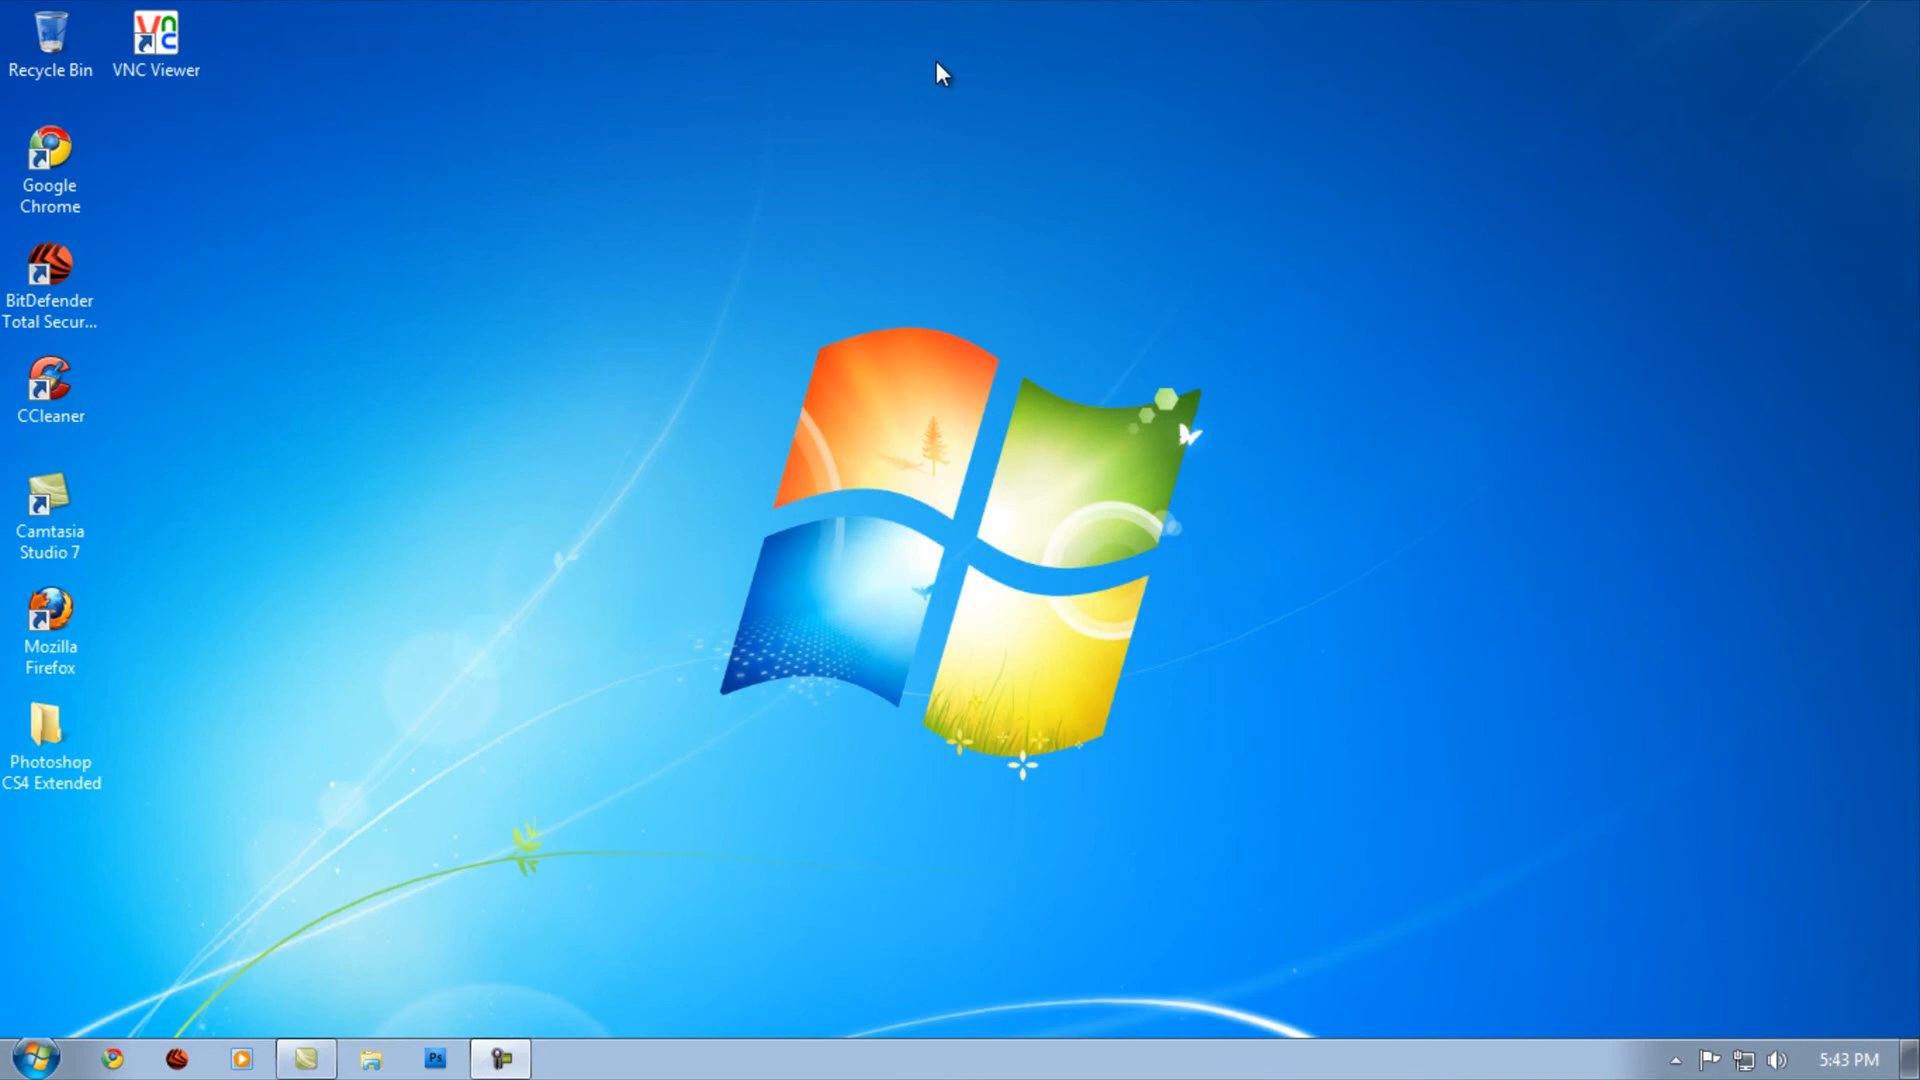 Recycle Bin
VNC Viewer
Google
Chrome
BitDefender
Total Secur...
CCleaner
Camtasia
Studio 7
Mozilla
Firefox
Photoshop
CS4 Extended
Ps
5:43 PM